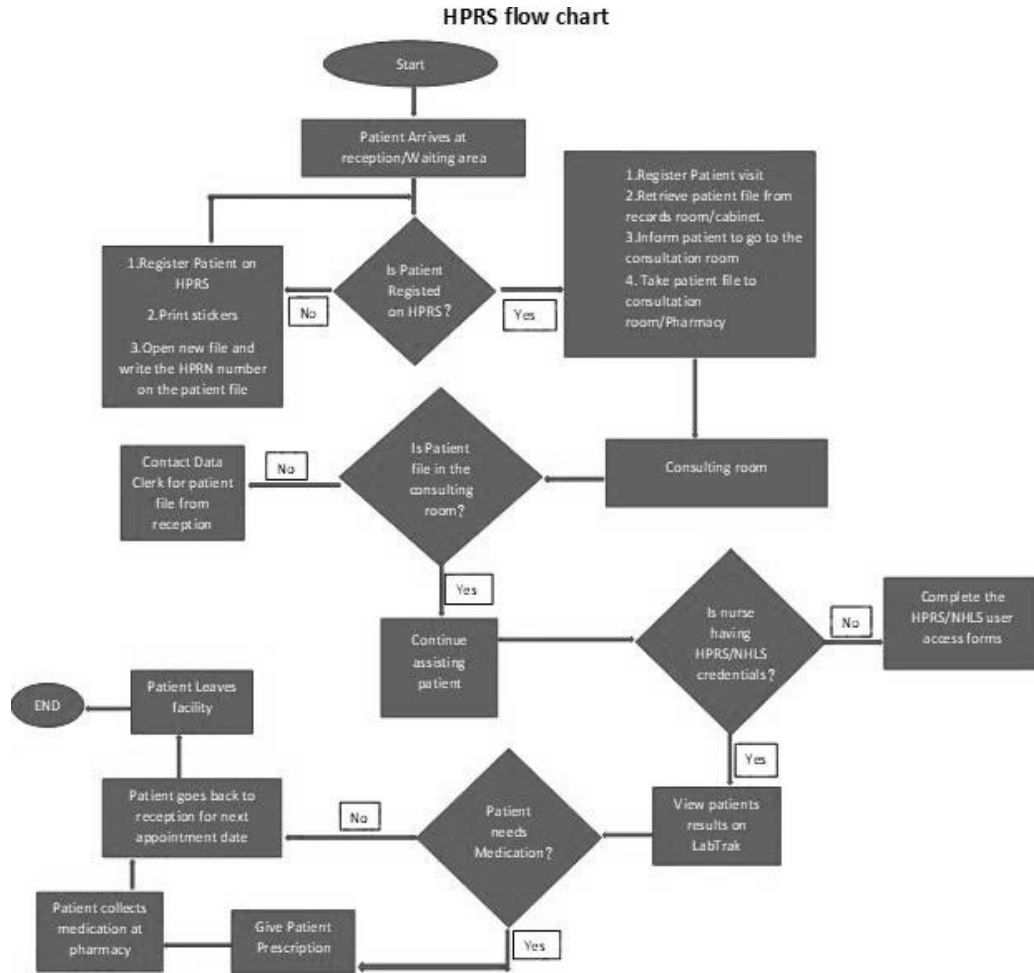 HPRS flow chart
Start
Patient Arrives at
reception/Waiting area
1.Register Patient visit
2.Retrieve patient file from
records room/cabinet.
3.Inform patient to go to the
consultation room
4. Take patient file to
consultation
room/Pharmacy
1.Register Patient on
HPRS
2.Print stickers
3.Open new file and
write the HPRN number
on the patient file
No
Is Patient
Registed
on HPRS?
Yes
Contact Data
Clerk for patient
file from
reception
No
Is Patient
file in the
consulting
room?
Consulting room
Yes
Continue
assisting
patient
Is nurse
having
HPRS/NHLS
credentials?
No
Complete the
HPRS/NHLS user
access forms
END
Patient Leaves
facility
Yes
Patient goes back to
reception for next
appointment date
No
Patient
needs
Medication?
View patients
results on
LabTrak
Patient collects
medication at
pharmacy
Give Patient
Prescription
Yes